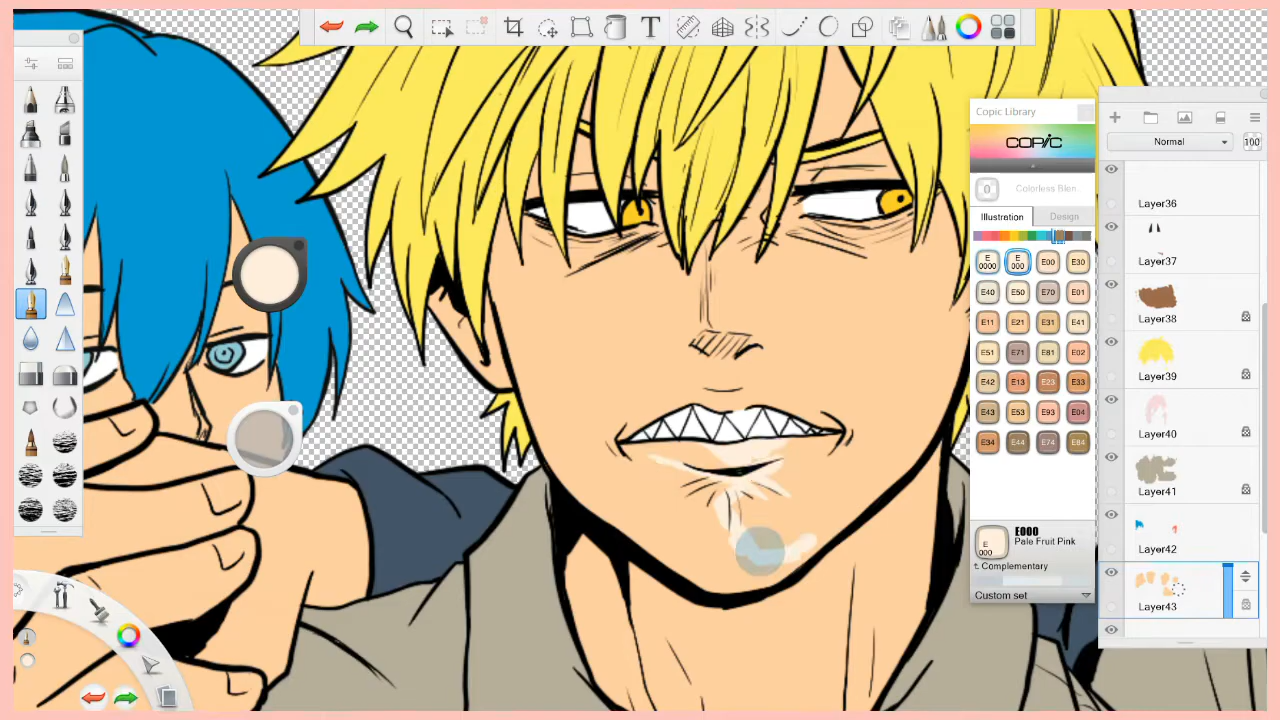 T
Copic Library
COPIC
0 Colorless Blen
Illustration Design
E 0000 E 000 E00 E30
E40 E50 E70 E01
E11 E21 E31 E41
E51 E71 E81 E02
E42 E13 E23 E33
E43 E53 E93 E04
E34 E44 E74 E84
E 000
E000
Pale Fruit Pink
t. Complementary
Custom set
Normal 100
Layer36
Layer37
Layer38
Layer39
Layer40
Layer41
Layer42
Layer43